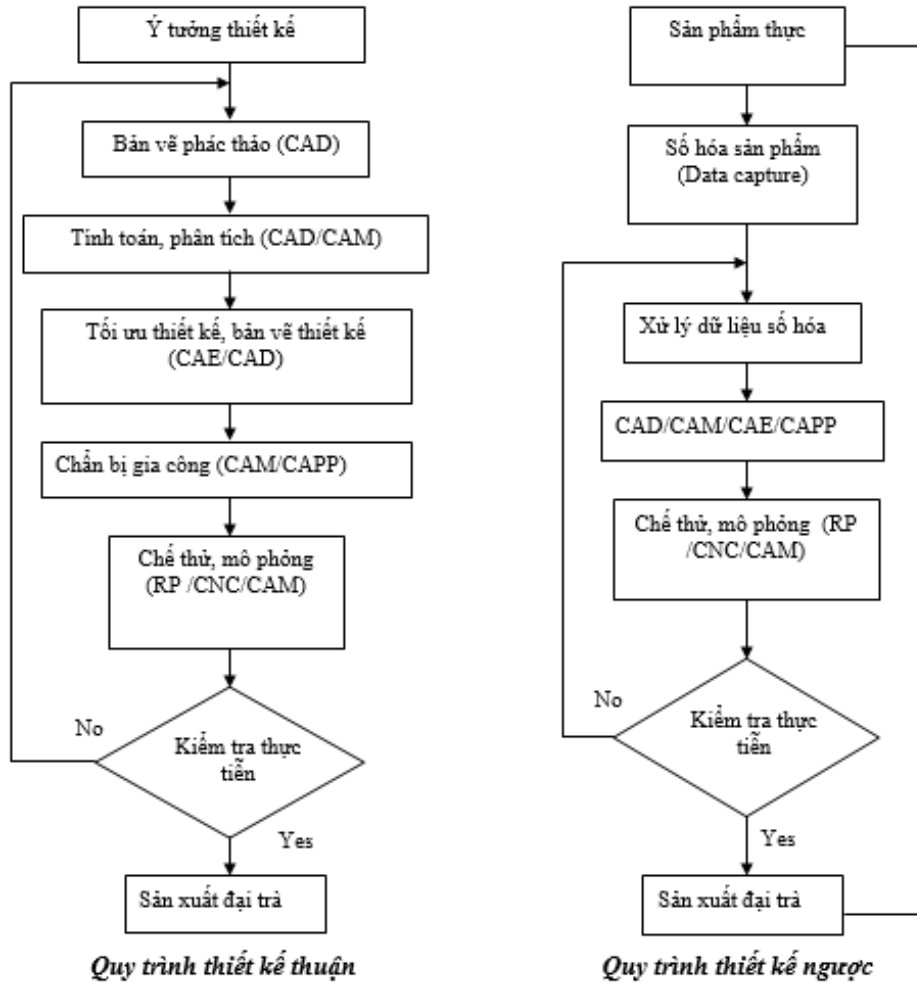 Ý tưởng thiết kế
Bản vẽ phác thảo (CAD)
Tính toán, phân tích (CAD/CAM)
Tối ưu thiết kế, bản vẽ thiết kế
(CAE/CAD)
Chẩn bị gia công (CAM/CAPP)
Chế thử, mô phỏng
(RP /CNC/CAM)
No
Kiểm tra thực
tiễn
Yes
Sản xuất đại trà
Quy trình thiết kế thuận
Sản phẩm thực
Số hóa sản phẩm
(Data capture)
Xử lý dữ liệu số hóa
CAD/CAM/CAE/CAPP
Chế thử, mô phỏng (RP
/CNC/CAM)
No
Kiểm tra thực
tiễn
Yes
Sản xuất đại trà
Quy trình thiết kế ngược